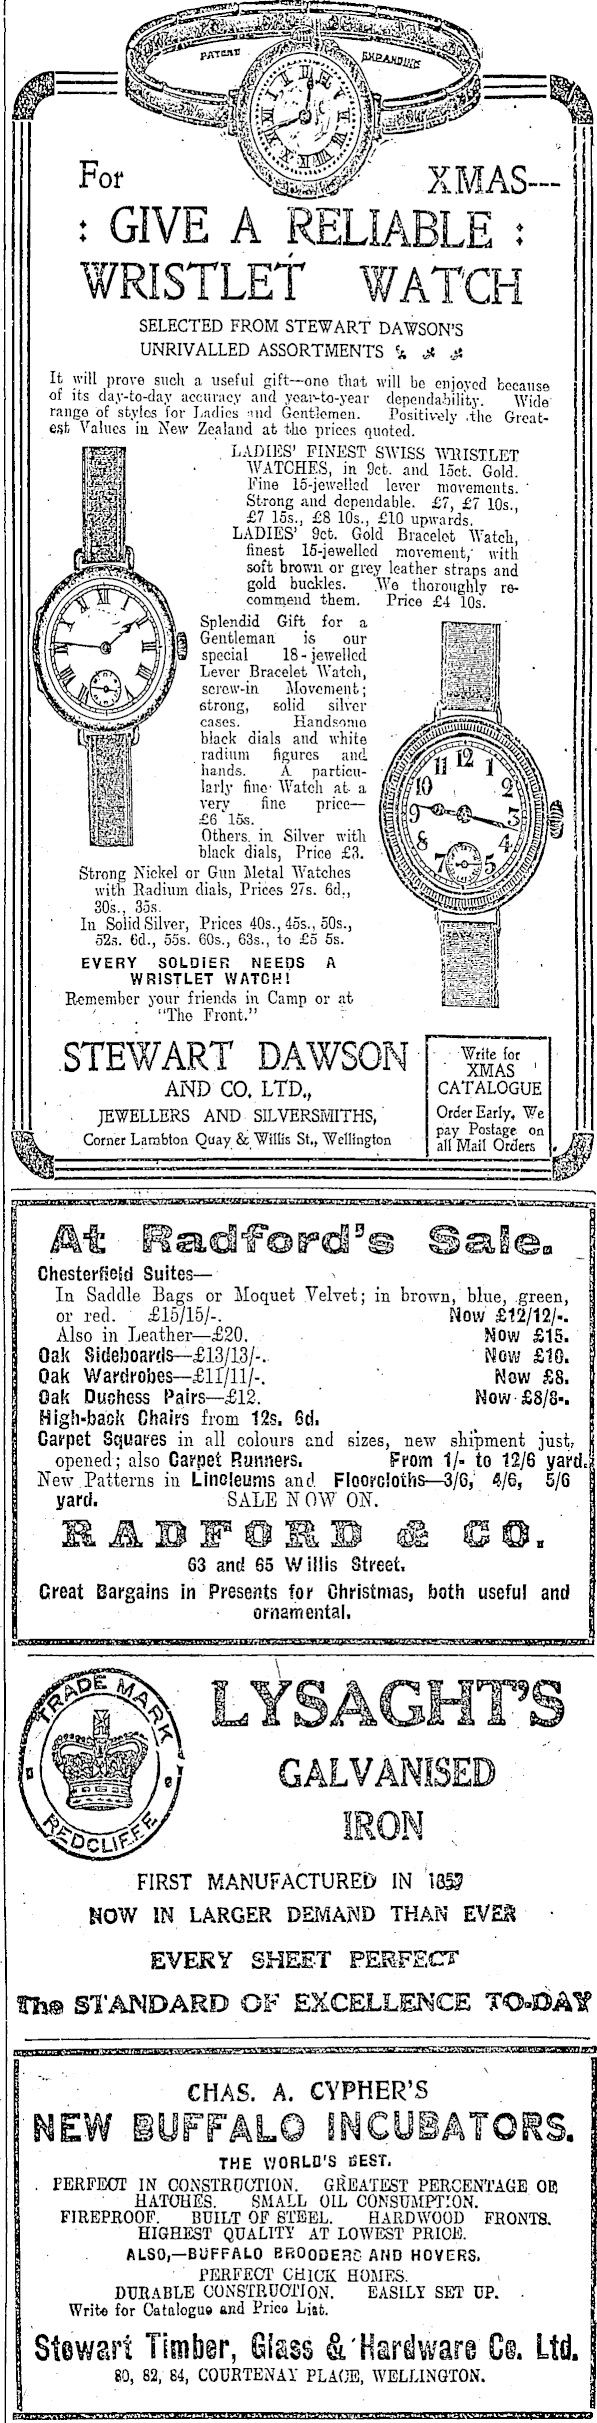 PATENT EXPANDING
For XMAS---
: GIVE A RELIABLE :
WRISTLET WATCH
SELECTED FROM STEWART DAWSON'S
UNRIVALLED ASSORTMENTS
It will prove such a useful gift—one that will be enjoyed because
of its day-to-day accuracy and year-to-year dependability. Wide
range of styles for Ladies and Gentlemen. Positively the Great-
est Values in New Zealand at the prices quoted.
LADIES' FINEST SWISS WRISTLET
WATCHES, in 9ct. and 15ct. Gold.
Fine 15-jewelled lever movements.
Strong and dependable. £7, £7 10s.,
£7 15s., £8 10s., £10 upwards.
LADIES' 9ct. Gold Bracelet Watch,
finest 15-jewelled movement, with
soft brown or grey leather straps and
gold buckles. We thoroughly re-
commend them. Price £4 10s.
Splendid Gift for a
Gentleman is our
special 18-jewelled
Lever Bracelet Watch,
screw-in Movement;
strong, solid silver
cases. Handsome
black dials and white
radium figures and
hands. A particu-
larly fine Watch at a
very fine price—
£6 15s.
Others in Silver with
black dials, Price £3.
Strong Nickel or Gun Metal Watches
with Radium dials, Prices 27s. 6d.,
30s., 35s.
In Solid Silver, Prices 40s., 45s., 50s.,
52s. 6d., 55s. 60s., 63s., to £5 5s.
EVERY SOLDIER NEEDS A
WRISTLET WATCH!
Remember your friends in Camp or at
"The Front."
STEWART DAWSON
AND CO. LTD.,
JEWELLERS AND SILVERSMITHS,
Corner Lambton Quay & Willis St., Wellington
Write for
XMAS
CATALOGUE
Order Early. We
pay Postage on
all Mail Orders
At Radford's Sale.
Chesterfield Suites—
In Saddle Bags or Moquet Velvet; in brown, blue, green,
or red. £15/15/-. Now £12/12/-.
Also in Leather—£20. Now £15.
Oak Sideboards—£13/13/-. Now £10.
Oak Wardrobes—£11/11/-. Now £8.
Oak Duchess Pairs—£12. Now £8/8-.
High-back Chairs from 12s. 6d.
Carpet Squares in all colours and sizes, new shipment just
opened; also Carpet Runners. From 1/- to 12/6 yard.
New Patterns in Linoleums and Floorcloths—3/6, 4/6, 5/6
yard. SALE NOW ON.
RADFORD & CO.
63 and 65 Willis Street.
Great Bargains in Presents for Christmas, both useful and
ornamental.
TRADE MARK
REDCLIFFE
LYSAGHT'S
GALVANISED
IRON
FIRST MANUFACTURED IN 1857
NOW IN LARGER DEMAND THAN EVER
EVERY SHEET PERFECT
The STANDARD OF EXCELLENCE TO-DAY
CHAS. A. CYPHER'S
NEW BUFFALO INCUBATORS.
THE WORLD'S BEST.
PERFECT IN CONSTRUCTION. GREATEST PERCENTAGE OF
HATCHES. SMALL OIL CONSUMPTION.
FIREPROOF. BUILT OF STEEL. HARDWOOD FRONTS.
HIGHEST QUALITY AT LOWEST PRICE.
ALSO,—BUFFALO BROODERS AND HOVERS.
PERFECT CHICK HOMES.
DURABLE CONSTRUCTION. EASILY SET UP.
Write for Catalogue and Price List.
Stewart Timber, Glass & Hardware Co. Ltd.
80, 82, 84, COURTENAY PLACE, WELLINGTON.